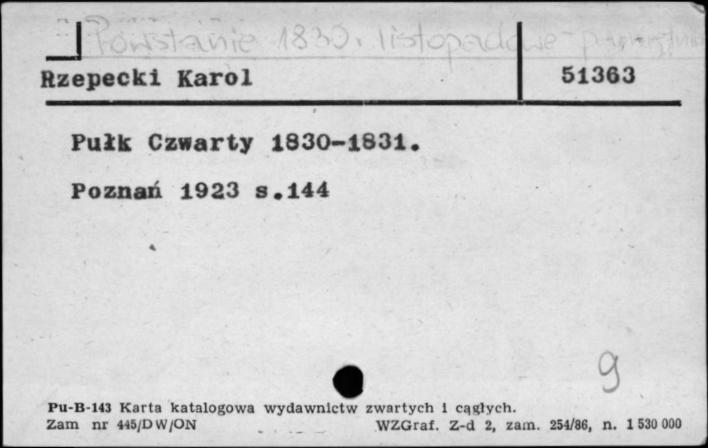 Powstanie 1830. listopadowe -
Rzepecki Karol 51363
Pułk Czwarty 1830-1831.
Poznań 1923 s.144
9
Pu-B-143 Karta katalogowa wydawnictw zwartych i cągłych.
Zam nr 445/DW/ON WZGraf. Z-d 2, zam. 254/86, n. 1 530 000